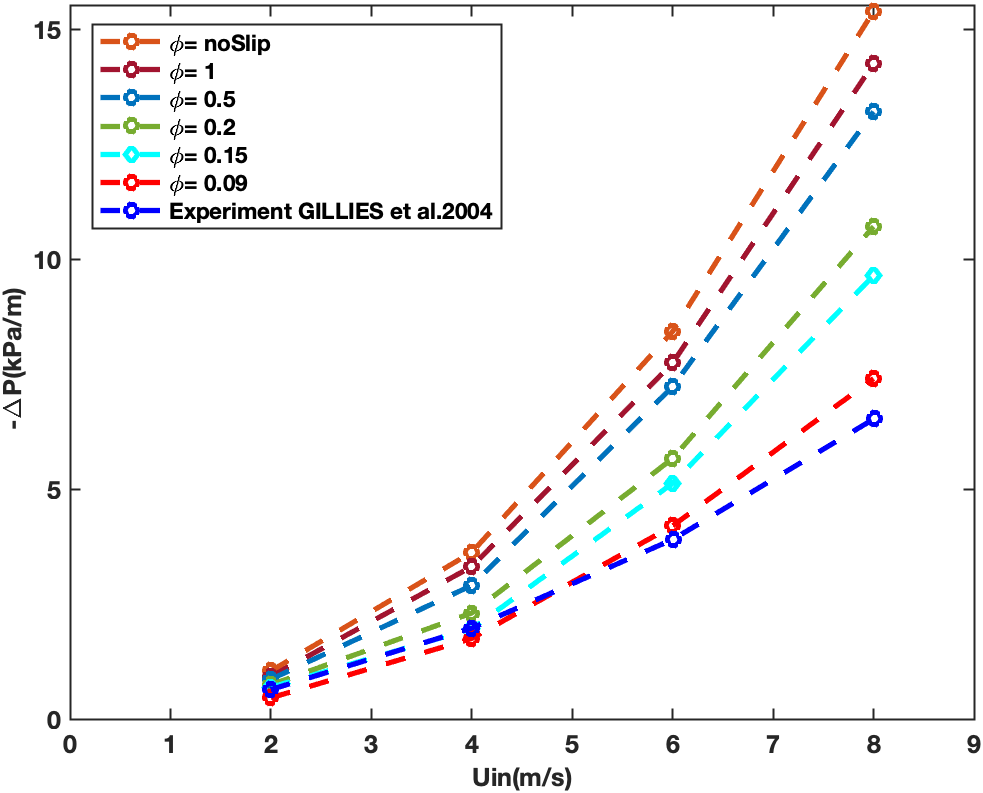 15
10
5
0
-△P(kPa/m)
ϕ= noSlip
ϕ= 1
ϕ= 0.5
ϕ= 0.2
ϕ= 0.15
ϕ= 0.09
Experiment GILLIES et al.2004
0 1 2 3 4 5 6 7 8 9
Uin(m/s)